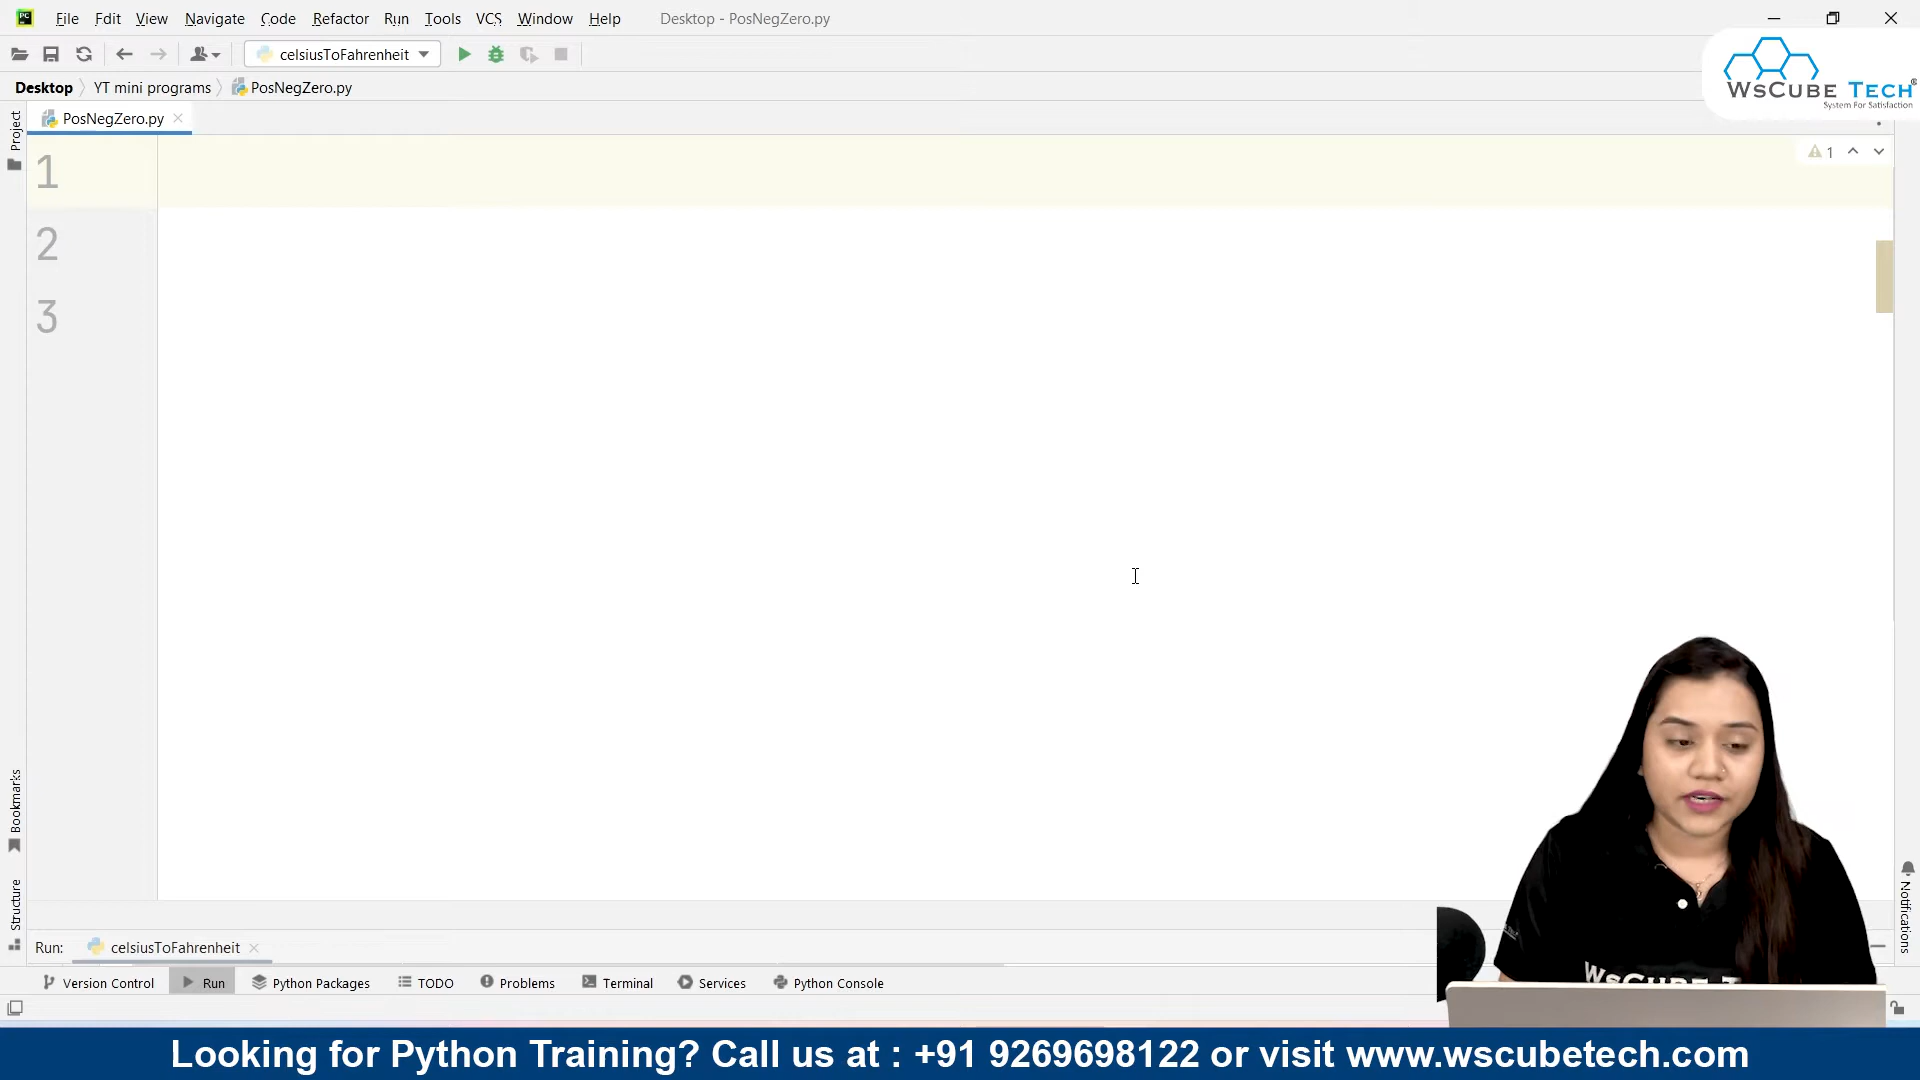 File Edit View Navigate Code Refactor Run Tools VCS Window Help Desktop - PosNegZero.py
celsiusToFahrenheit
WsCube Tech®
System For Satisfaction
Desktop YT mini programs PosNegZero.py
Project
PosNegZero.py
1
1
2
3
Bookmarks
Structure
Notifications
Run: celsiusToFahrenheit
WsCube T
Version Control Run Python Packages TODO Problems Terminal Services Python Console
Looking for Python Training? Call us at : +91 9269698122 or visit www.wscubetech.com